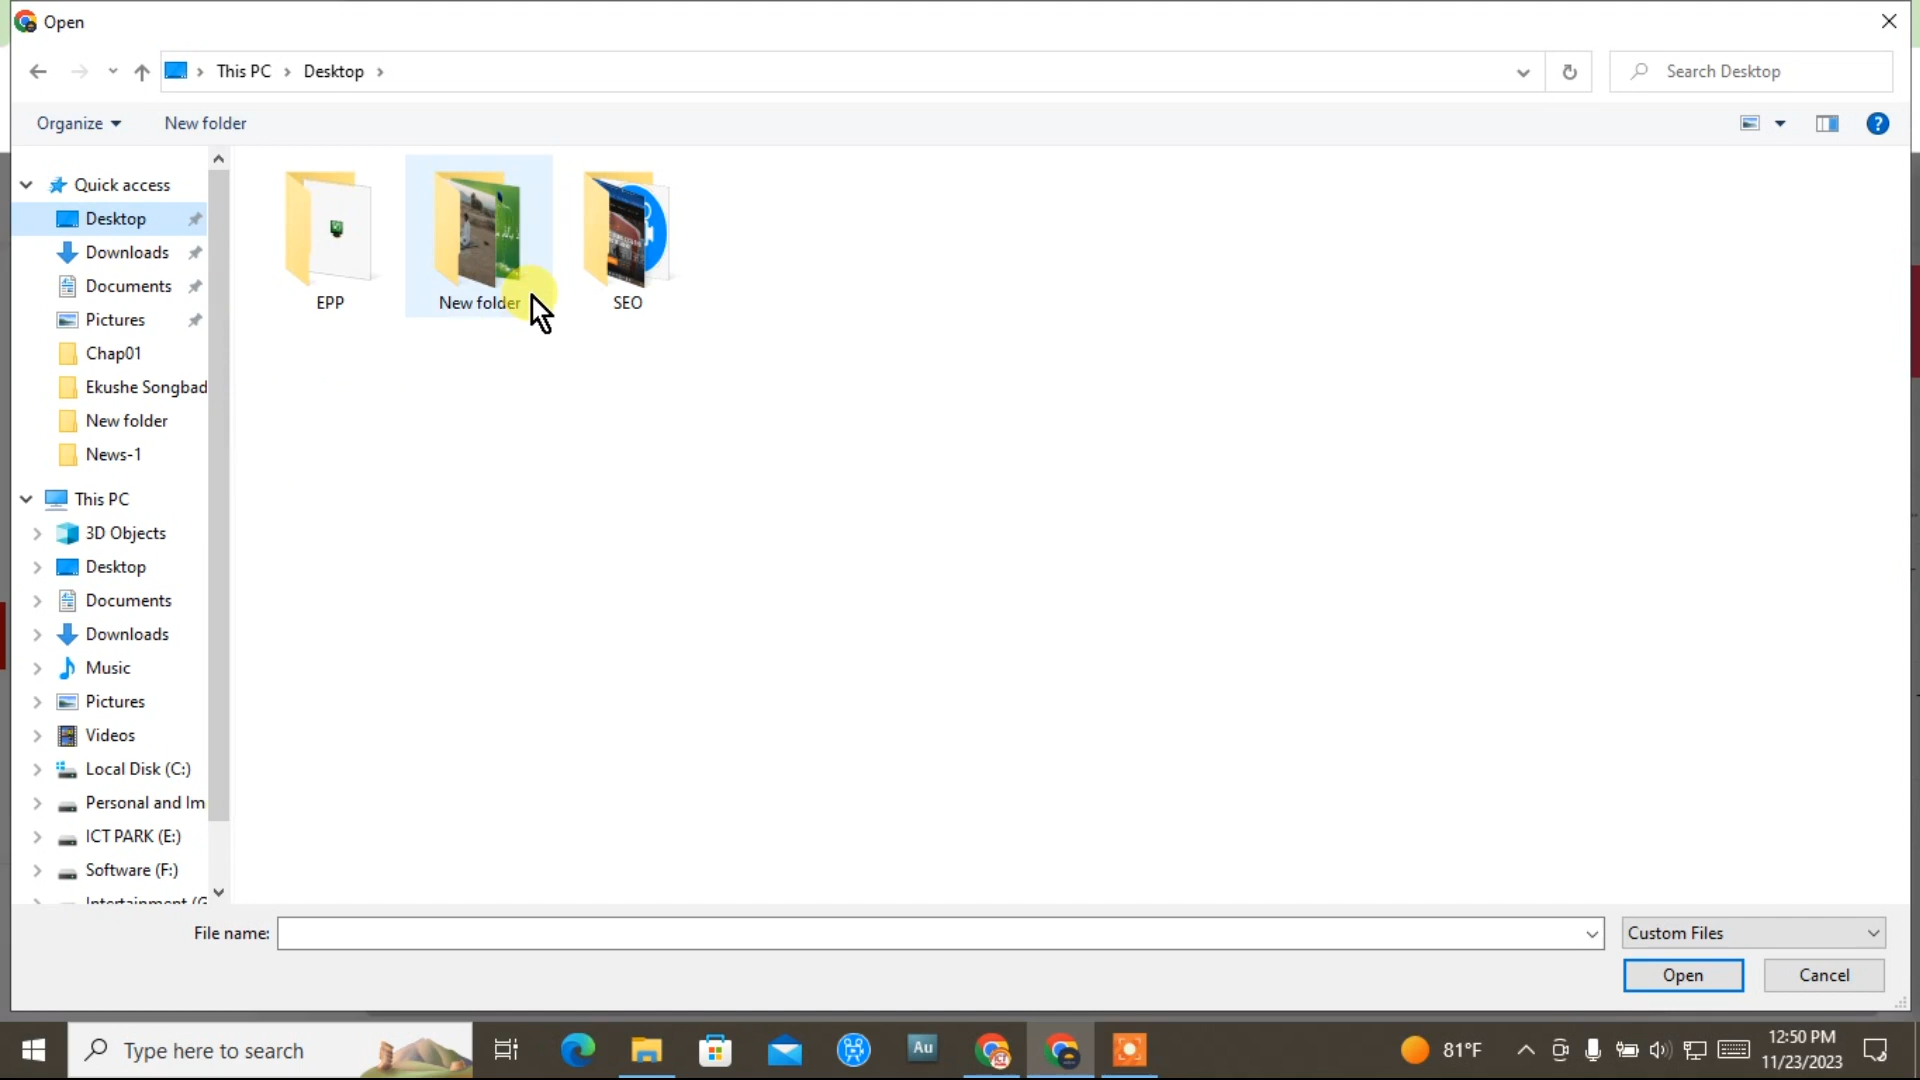 Open
This PC
Desktop
Search Desktop
Organize
New folder
Quick access
Desktop
Downloads
Documents
Pictures
Chap01
Ekushe Songbad
New folder
News-1
This PC
3D Objects
Desktop
Documents
Downloads
Music
Pictures
Videos
Local Disk (C:)
Personal and Im
ICT PARK (E:)
Software (F:)
Intertainment (G
EPP
New folder
SEO
File name:
Custom Files
Open
Cancel
Type here to search
Au
81°F
12:50 PM
11/23/2023